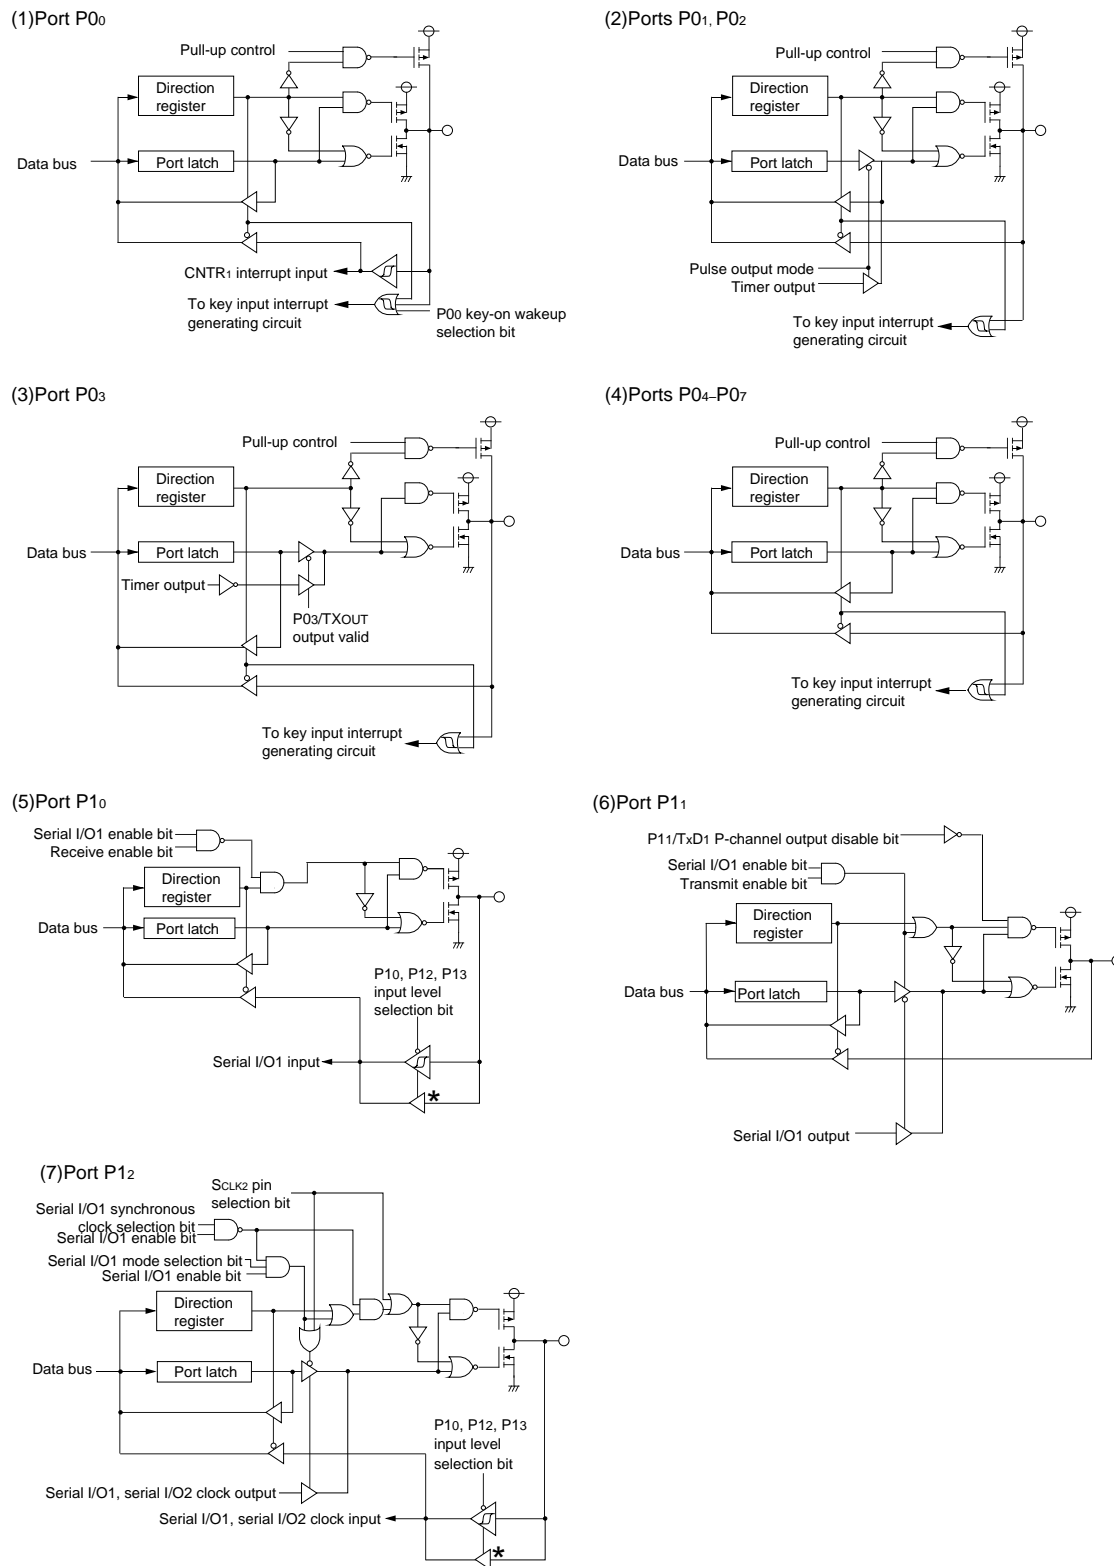 (1)Port P00
Pull-up control
Direction
register
Data bus
Port latch
CNTR1 interrupt input
To key input interrupt
generating circuit
P00 key-on wakeup
selection bit
(2)Ports P01, P02
Pull-up control
Direction
register
Data bus
Port latch
Pulse output mode
Timer output
To key input interrupt
generating circuit
(3)Port P03
Pull-up control
Direction
register
Data bus
Port latch
Timer output
P03/TXOUT
output valid
To key input interrupt
generating circuit
(4)Ports P04–P07
Pull-up control
Direction
register
Data bus
Port latch
To key input interrupt
generating circuit
(5)Port P10
Serial I/O1 enable bit
Receive enable bit
Direction
register
Data bus
Port latch
P10, P12, P13
input level
selection bit
Serial I/O1 input
*
(6)Port P11
P11/TxD1 P-channel output disable bit
Serial I/O1 enable bit
Transmit enable bit
Direction
register
Data bus
Port latch
Serial I/O1 output
(7)Port P12
SCLK2 pin
selection bit
Serial I/O1 synchronous
clock selection bit
Serial I/O1 enable bit
Serial I/O1 mode selection bit
Serial I/O1 enable bit
Direction
register
Data bus
Port latch
P10, P12, P13
input level
selection bit
Serial I/O1, serial I/O2 clock output
Serial I/O1, serial I/O2 clock input
*